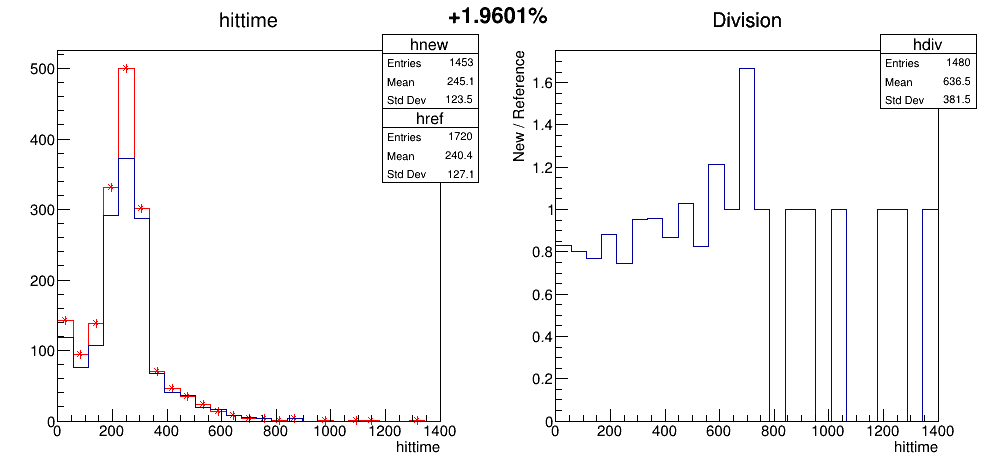 +1.9601%
hittime
hnew
Entries 1453
Mean 245.1
Std Dev 123.5
href
Entries 1720
Mean 240.4
Std Dev 127.1
500
400
300
200
100
0
0 200 400 600 800 1000 1200 1400
hittime
Division
hdiv
Entries 1480
Mean 636.5
Std Dev 381.5
New / Reference
1.6
1.4
1.2
1
0.8
0.6
0.4
0.2
0
0 200 400 600 800 1000 1200 1400
hittime